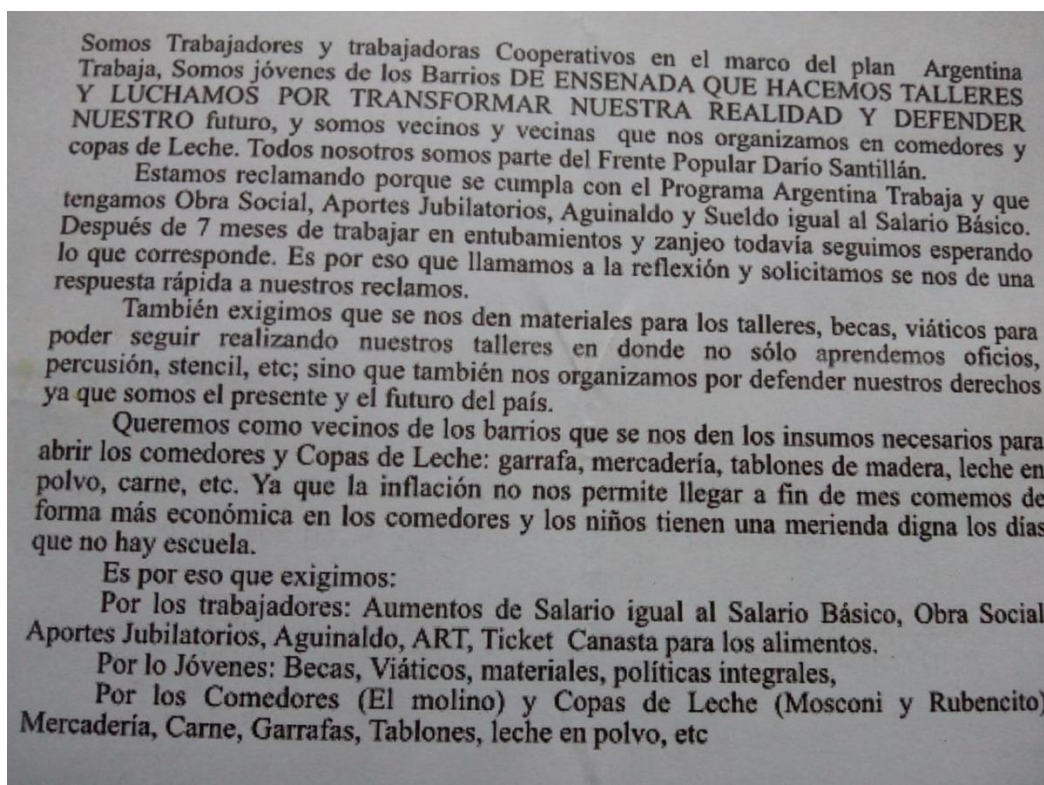 Somos Trabajadores y trabajadoras Cooperativos en el marco del plan Argentina
Trabaja, Somos jóvenes de los Barrios DE ENSENADA QUE HACEMOS TALLERES
Y LUCHAMOS POR TRANSFORMAR NUESTRA REALIDAD Y DEFENDER
NUESTRO futuro, y somos vecinos y vecinas que nos organizamos en comedores y
copas de Leche. Todos nosotros somos parte del Frente Popular Darío Santillán.
Estamos reclamando porque se cumpla con el Programa Argentina Trabaja y que
tengamos Obra Social, Aportes Jubilatorios, Aguinaldo y Sueldo igual al Salario Básico.
Después de 7 meses de trabajar en entubamientos y zanjeo todavía seguimos esperando
lo que corresponde. Es por eso que llamamos a la reflexión y solicitamos se nos de una
respuesta rápida a nuestros reclamos.
También exigimos que se nos den materiales para los talleres, becas, viáticos para
poder seguir realizando nuestros talleres en donde no sólo aprendemos oficios,
percusión, stencil, etc; sino que también nos organizamos por defender nuestros derechos
ya que somos el presente y el futuro del país.
Queremos como vecinos de los barrios que se nos den los insumos necesarios para
abrir los comedores y Copas de Leche: garrafa, mercadería, tablones de madera, leche en
polvo, carne, etc. Ya que la inflación no nos permite llegar a fin de mes comemos de
forma más económica en los comedores y los niños tienen una merienda digna los días
que no hay escuela.
Es por eso que exigimos:
Por los trabajadores: Aumentos de Salario igual al Salario Básico, Obra Social
Aportes Jubilatorios, Aguinaldo, ART, Ticket Canasta para los alimentos.
Por lo Jóvenes: Becas, Viáticos, materiales, políticas integrales,
Por los Comedores (El molino) y Copas de Leche (Mosconi y Rubencito)
Mercadería, Carne, Garrafas, Tablones, leche en polvo, etc